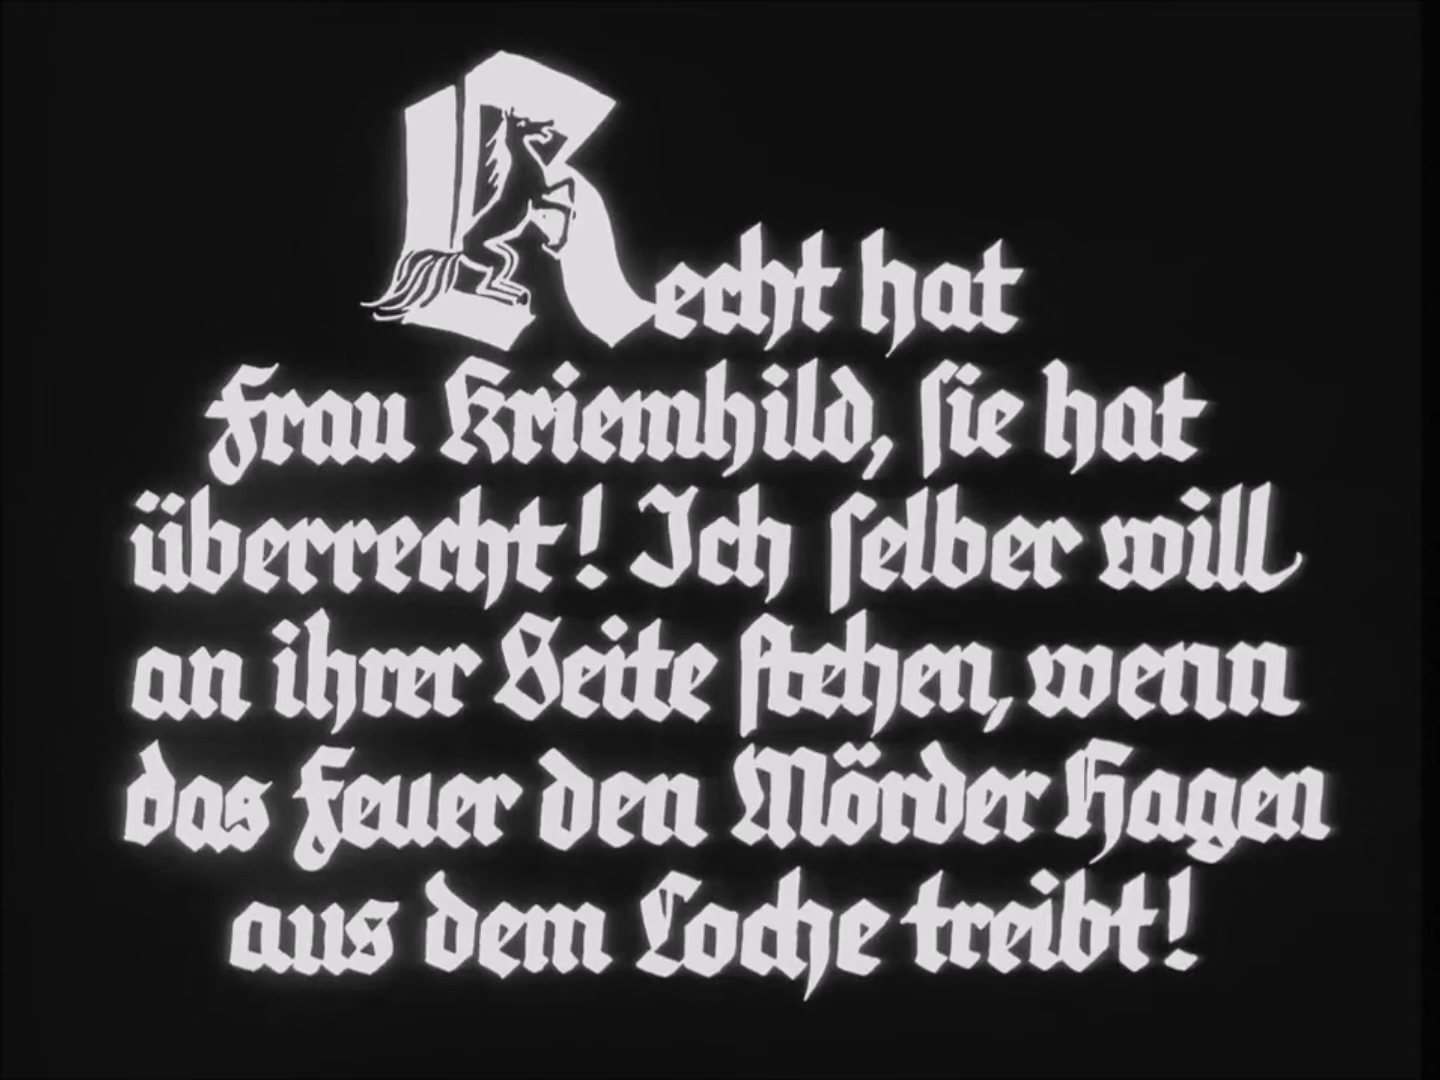 Recht hat
Frau Kriemhild, ſie hat
überrecht! Ich ſelber will
an ihrer Seite ſtehen, wenn
das Feuer den Mörder Hagen
aus dem Loche treibt!